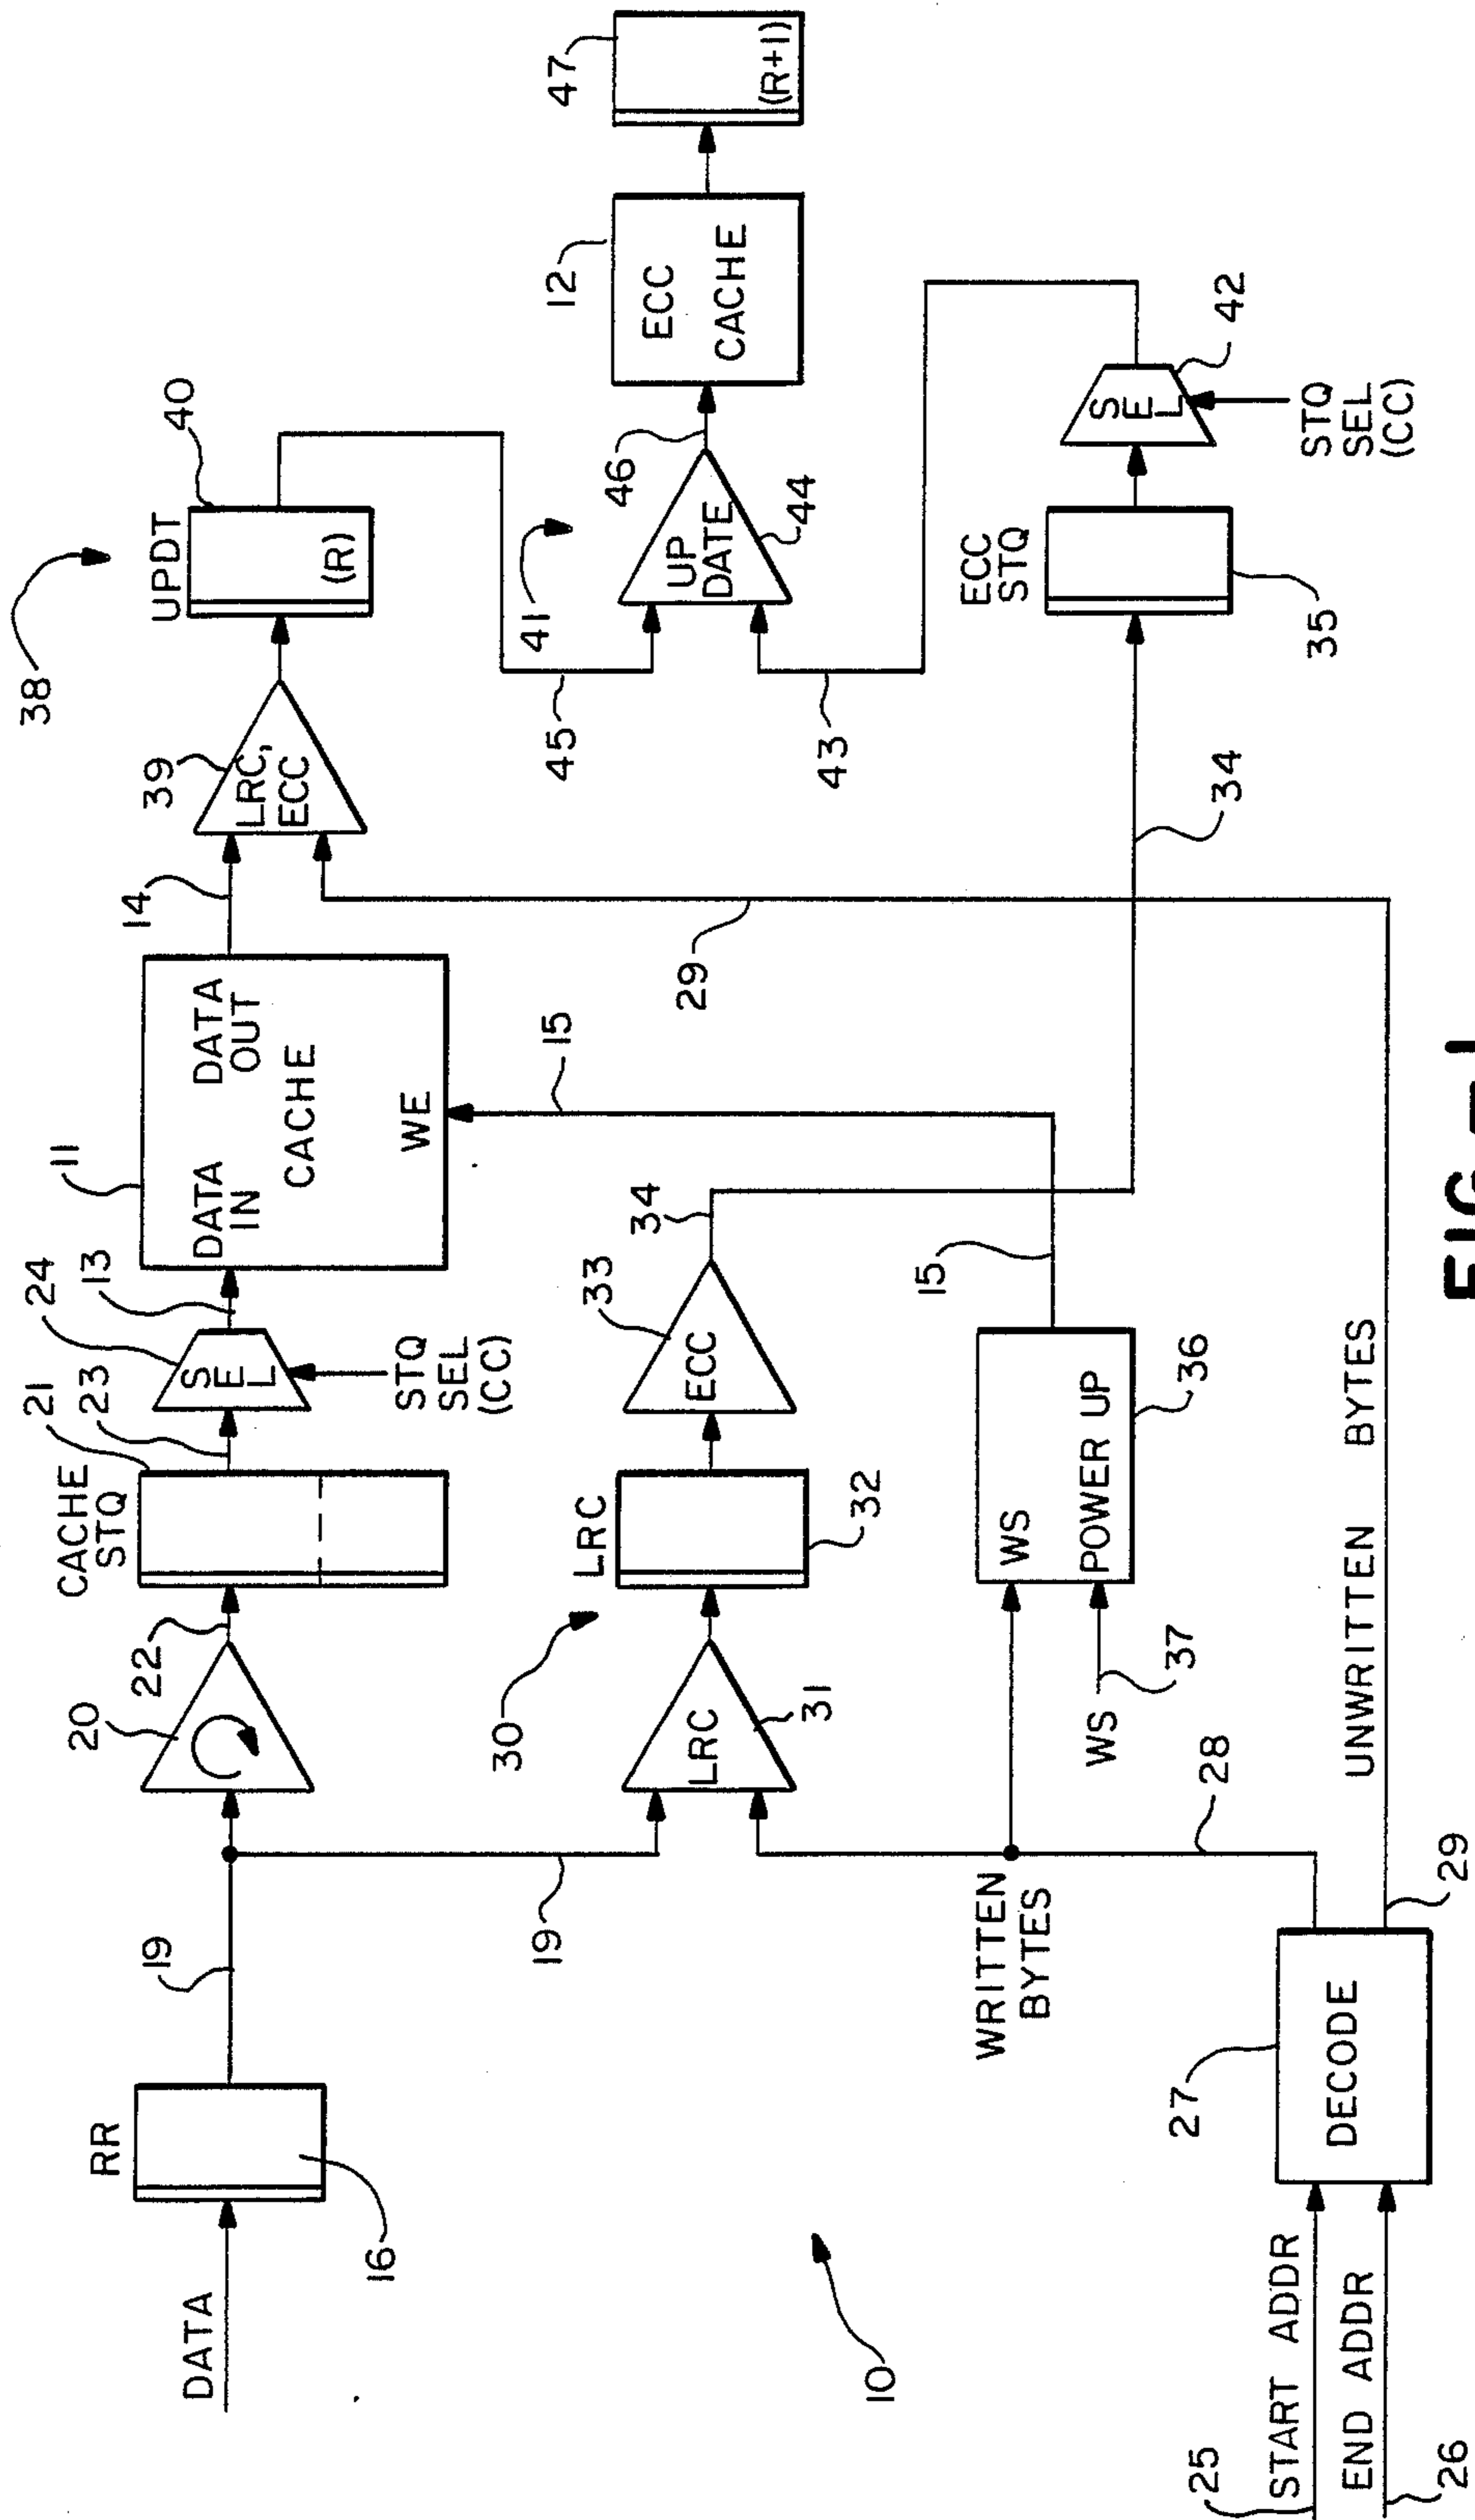 38
UPDT
40
47
(R)
(R+1)
39
LRC,
ECC
12
ECC
CACHE
14
45
41
46
UP
DATE
44
43
11
DATA
IN
DATA
OUT
CACHE
WE
29
15
ECC
STQ
35
SEL
42
STQ
SEL
(CC)
34
24
13
21
23
CACHE
STQ
SEL
STQ
SEL
(CC)
34
33
ECC
15
20
22
30
LRC
32
LRC
31
WS
POWER UP
36
WS
37
19
19
WRITTEN
BYTES
28
UNWRITTEN BYTES
29
RR
16
DATA
10
27
DECODE
25
START ADDR
END ADDR
26